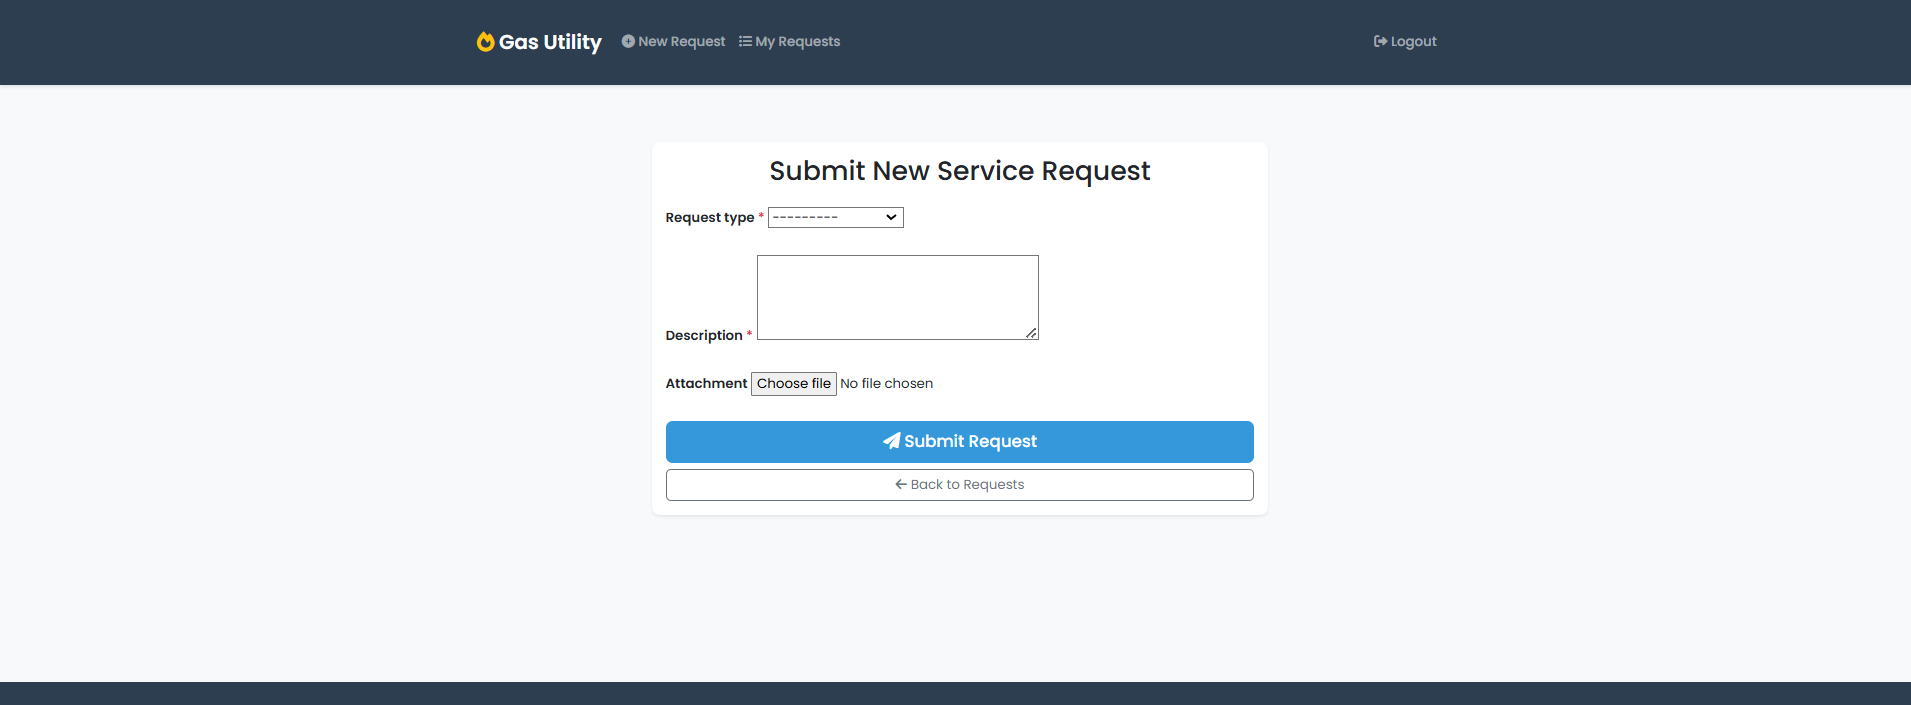 Gas Utility New Request My Requests Logout
Submit New Service Request
Request type * ---------
Description *
Attachment Choose file No file chosen
Submit Request
Back to Requests